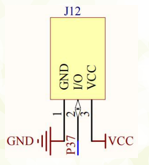 J12
GND
I/O
VCC
1
2
3
GND
P37
VCC